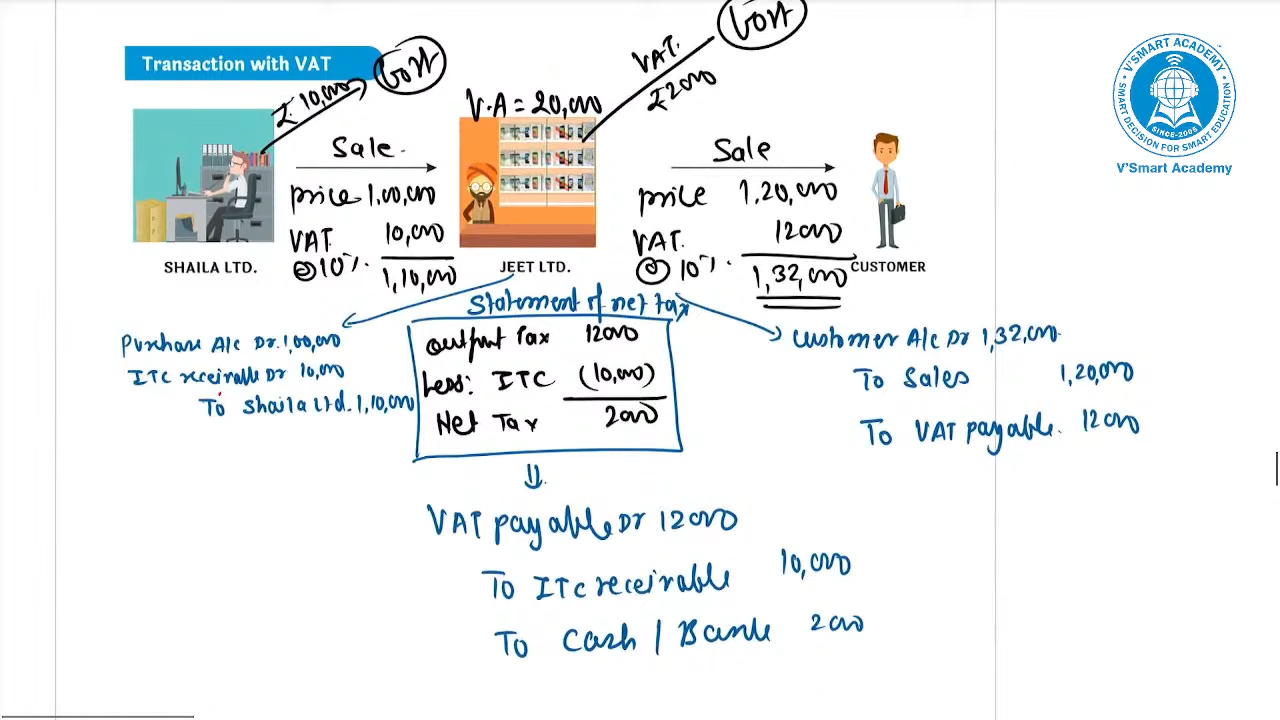 Transaction with VAT
Govt
₹ 10,000
V.A = 20,000
VAT.
₹2000
Govt
V'SMART ACADEMY
SMART DECISION FOR SMART EDUCATION
SINCE-2005
V'Smart Academy
Sale.
price 1,00,000
VAT 10,000
@10%. 1,10,000
Sale
price 1,20,000
VAT. 12000
@ 10% 1,32,000
SHAILA LTD.
JEET LTD.
CUSTOMER
Statement of net tax
Output Tax 12000
Less: ITC (10,000)
Net Tax 2000
Purchase A/c Dr. 1,00,000
ITC receivable Dr 10,000
To Shaila Ltd. 1,10,000
Customer A/c Dr 1,32,000
To Sales 1,20,000
To VAT payable. 12000
VAT payable Dr 12000
To ITC receivable 10,000
To Cash / Bank 2000